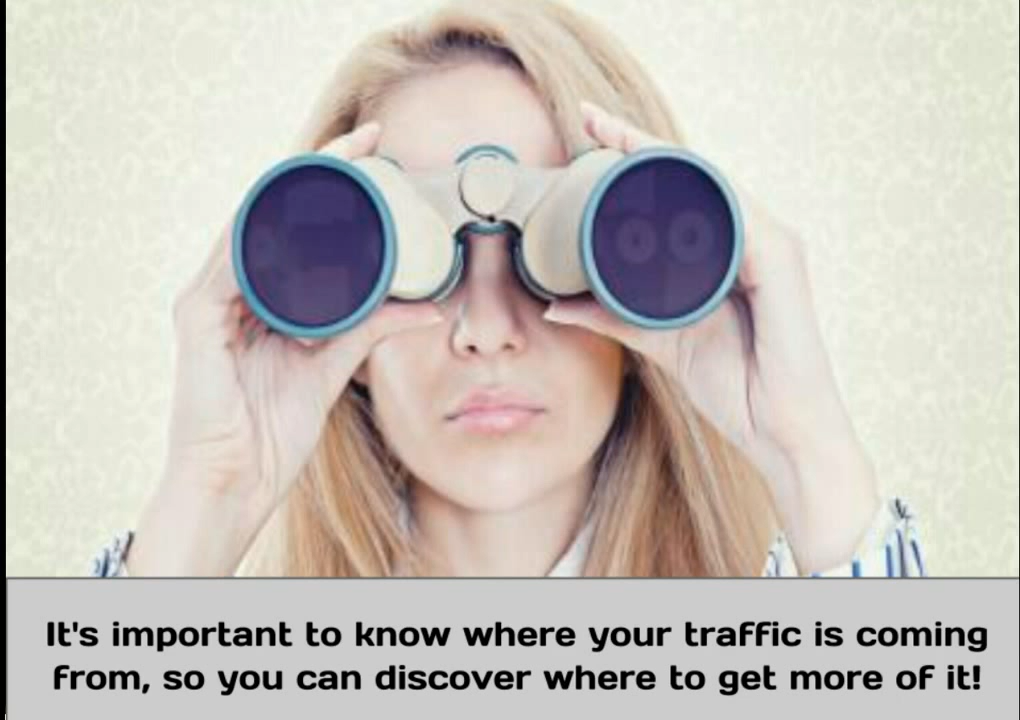 It's important to know where your traffic is coming
from, so you can discover where to get more of it!